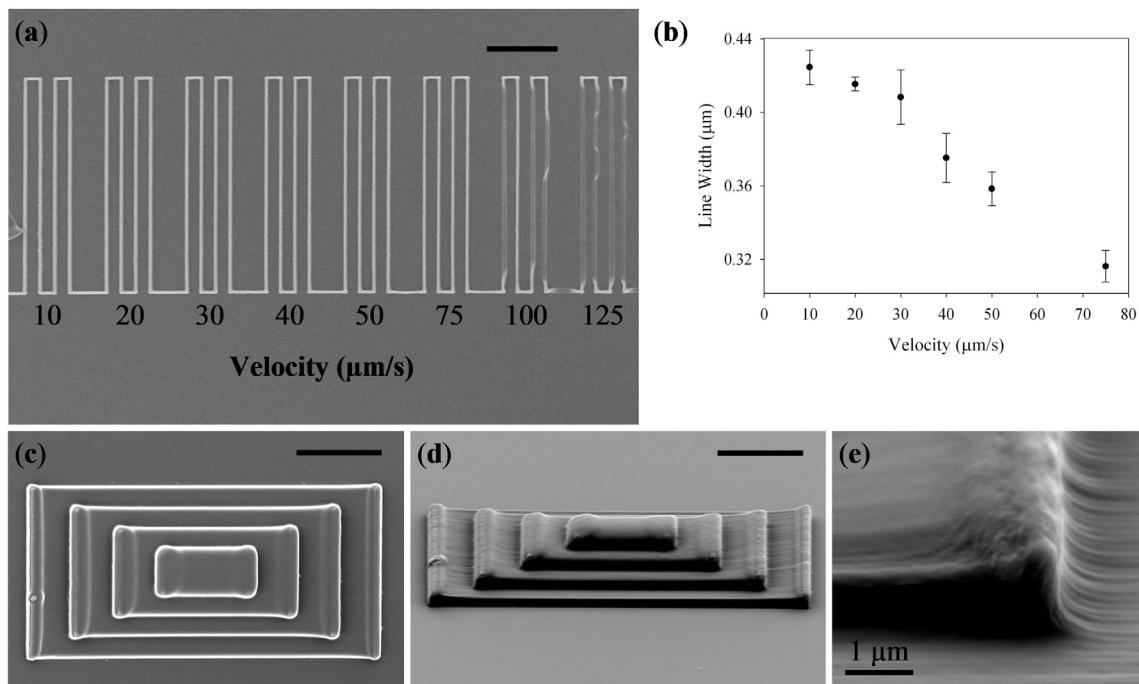 (a)
10 20 30 40 50 75 100 125
Velocity (μm/s)
(b)
0.44
0.40
0.36
0.32
Line Width (μm)
0 10 20 30 40 50 60 70 80
Velocity (μm/s)
(c)
(d)
(e)
1 μm